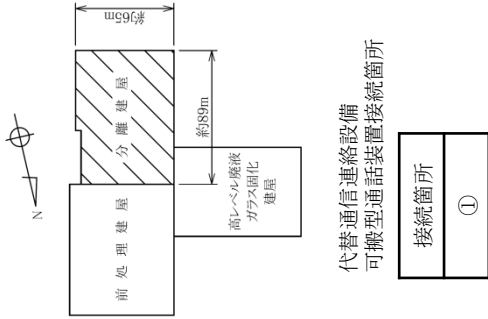 N
約65m
前処理建屋
分離建屋
約89m
高レベル廃液
ガラス固化
建屋
代替通信連絡設備
可搬型通話装置接続箇所
接続箇所
①